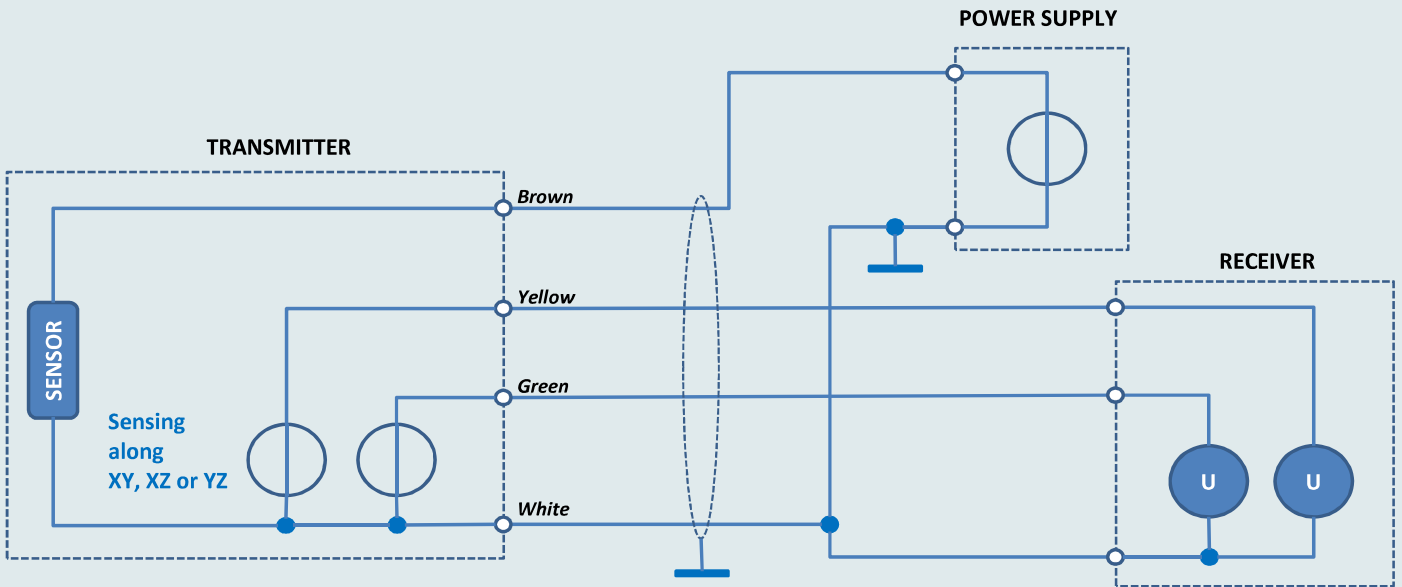 POWER SUPPLY
TRANSMITTER
Brown
RECEIVER
Yellow
SENSOR
Green
Sensing
along
XY, XZ or YZ
U
U
White